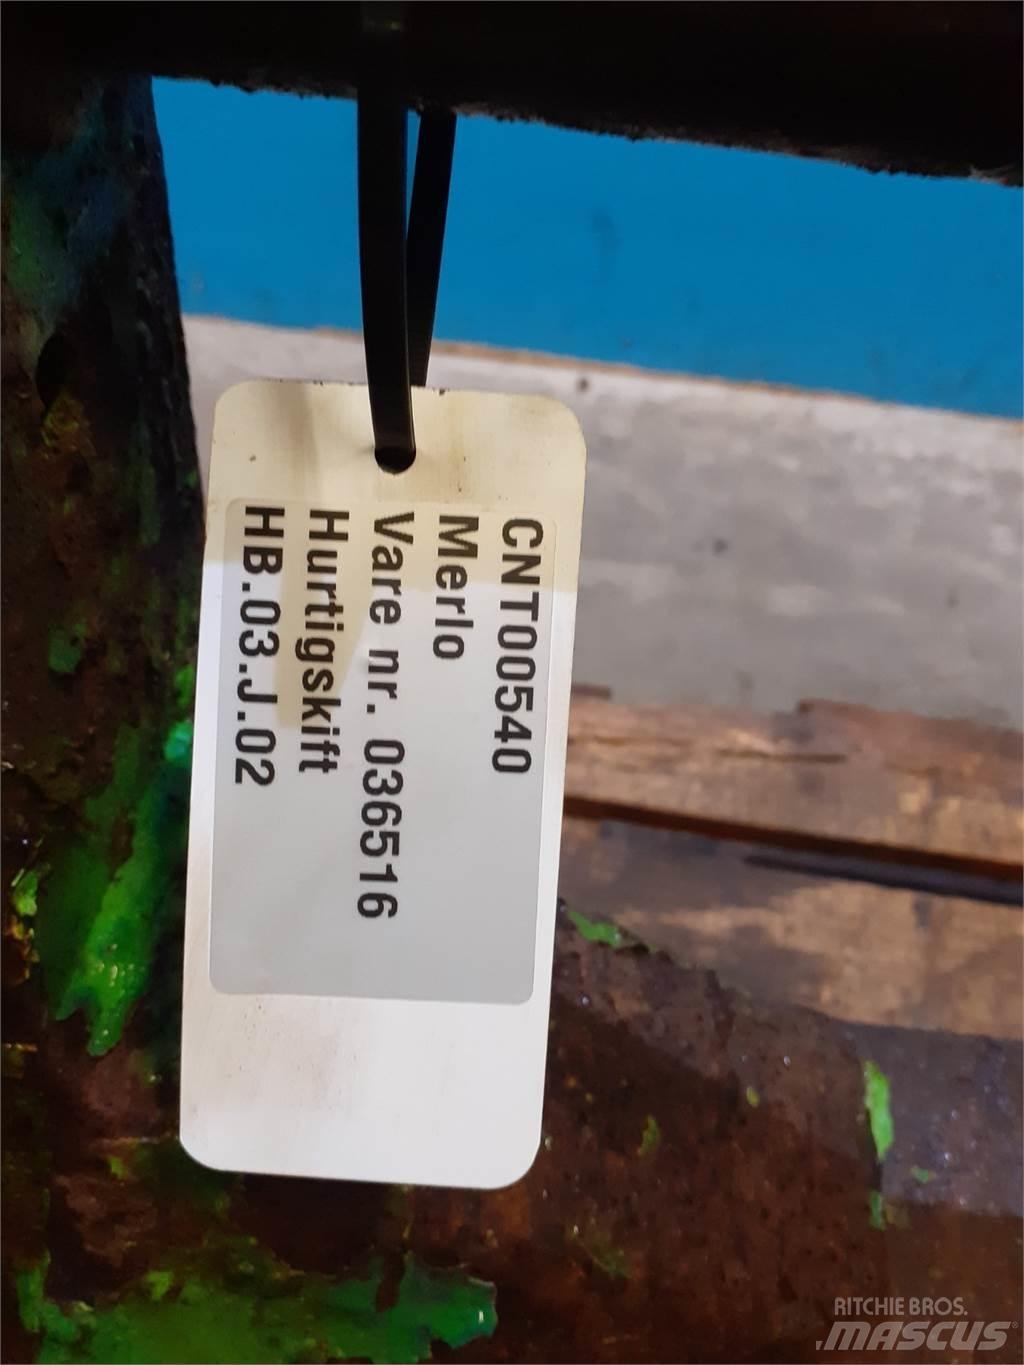 CNT00540
Merlo
Vare nr. 036516
Hurtigskift
HB.03.J.02
RITCHIE BROS.
MASCUS